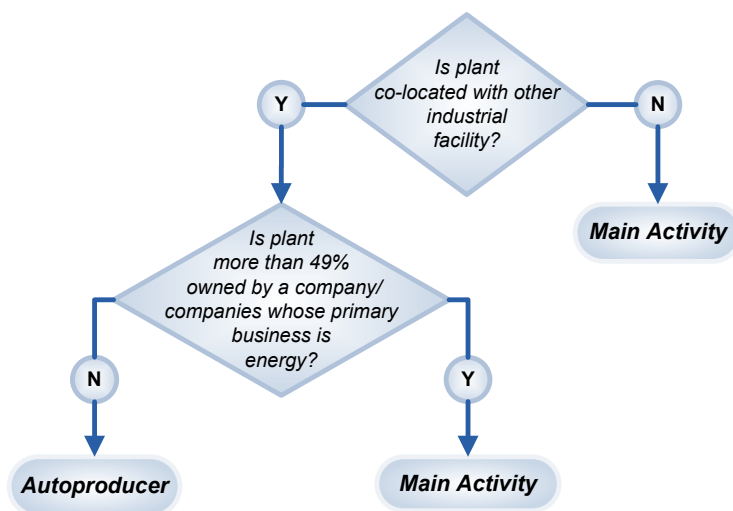 Is plant
co-located with other
industrial
facility?
Y
N
Main Activity
Is plant
more than 49%
owned by a company/
companies whose primary
business is
energy?
N
Y
Autoproducer
Main Activity